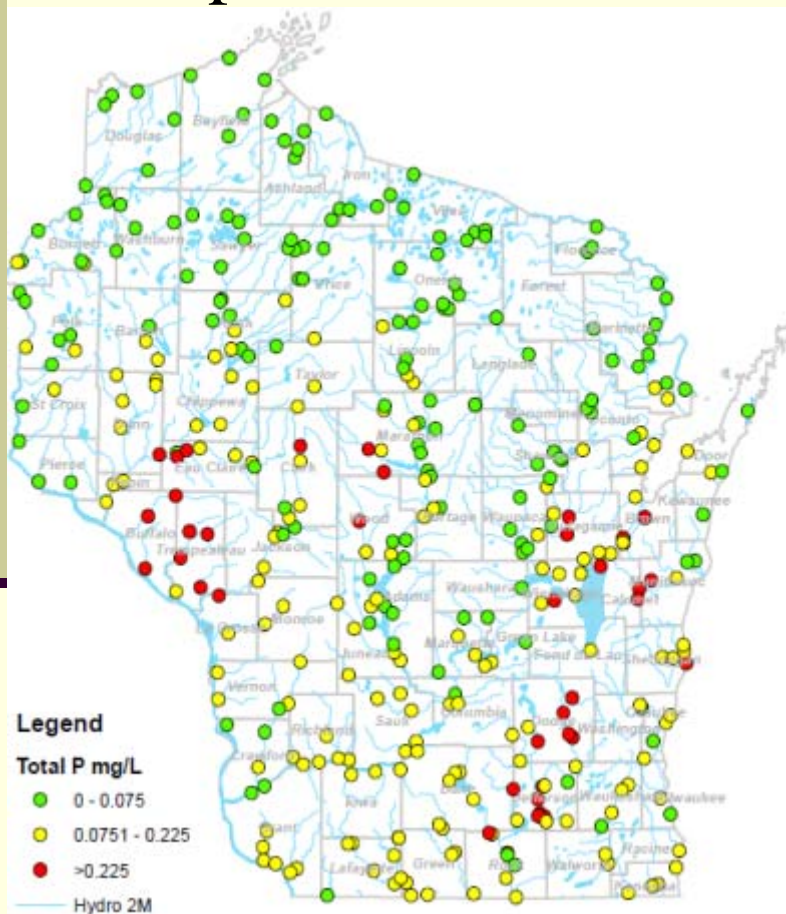 Douglas
Bayfield
Ashland
Iron
Vilas
Burnett
Washburn
Sawyer
Price
Oneida
Forest
Florence
Polk
Barron
Rusk
Taylor
Lincoln
Langlade
Marinette
St Croix
Dunn
Chippewa
Marathon
Menominee
Oconto
Pierce
Pepin
Eau Claire
Clark
Shawano
Door
Buffalo
Trempealeau
Jackson
Wood
Portage
Waupaca
Outagamie
Brown
Kewaunee
La Crosse
Monroe
Juneau
Adams
Waushara
Calumet
Manitowoc
Marquette
Green Lake
Fond du Lac
Sheboygan
Vernon
Crawford
Richland
Sauk
Columbia
Dodge
Washington
Grant
Iowa
Dane
Jefferson
Waukesha
Milwaukee
Lafayette
Green
Rock
Walworth
Racine
Kenosha
Legend
Total P mg/L
0 - 0.075
0.0751 - 0.225
>0.225
Hydro 2M